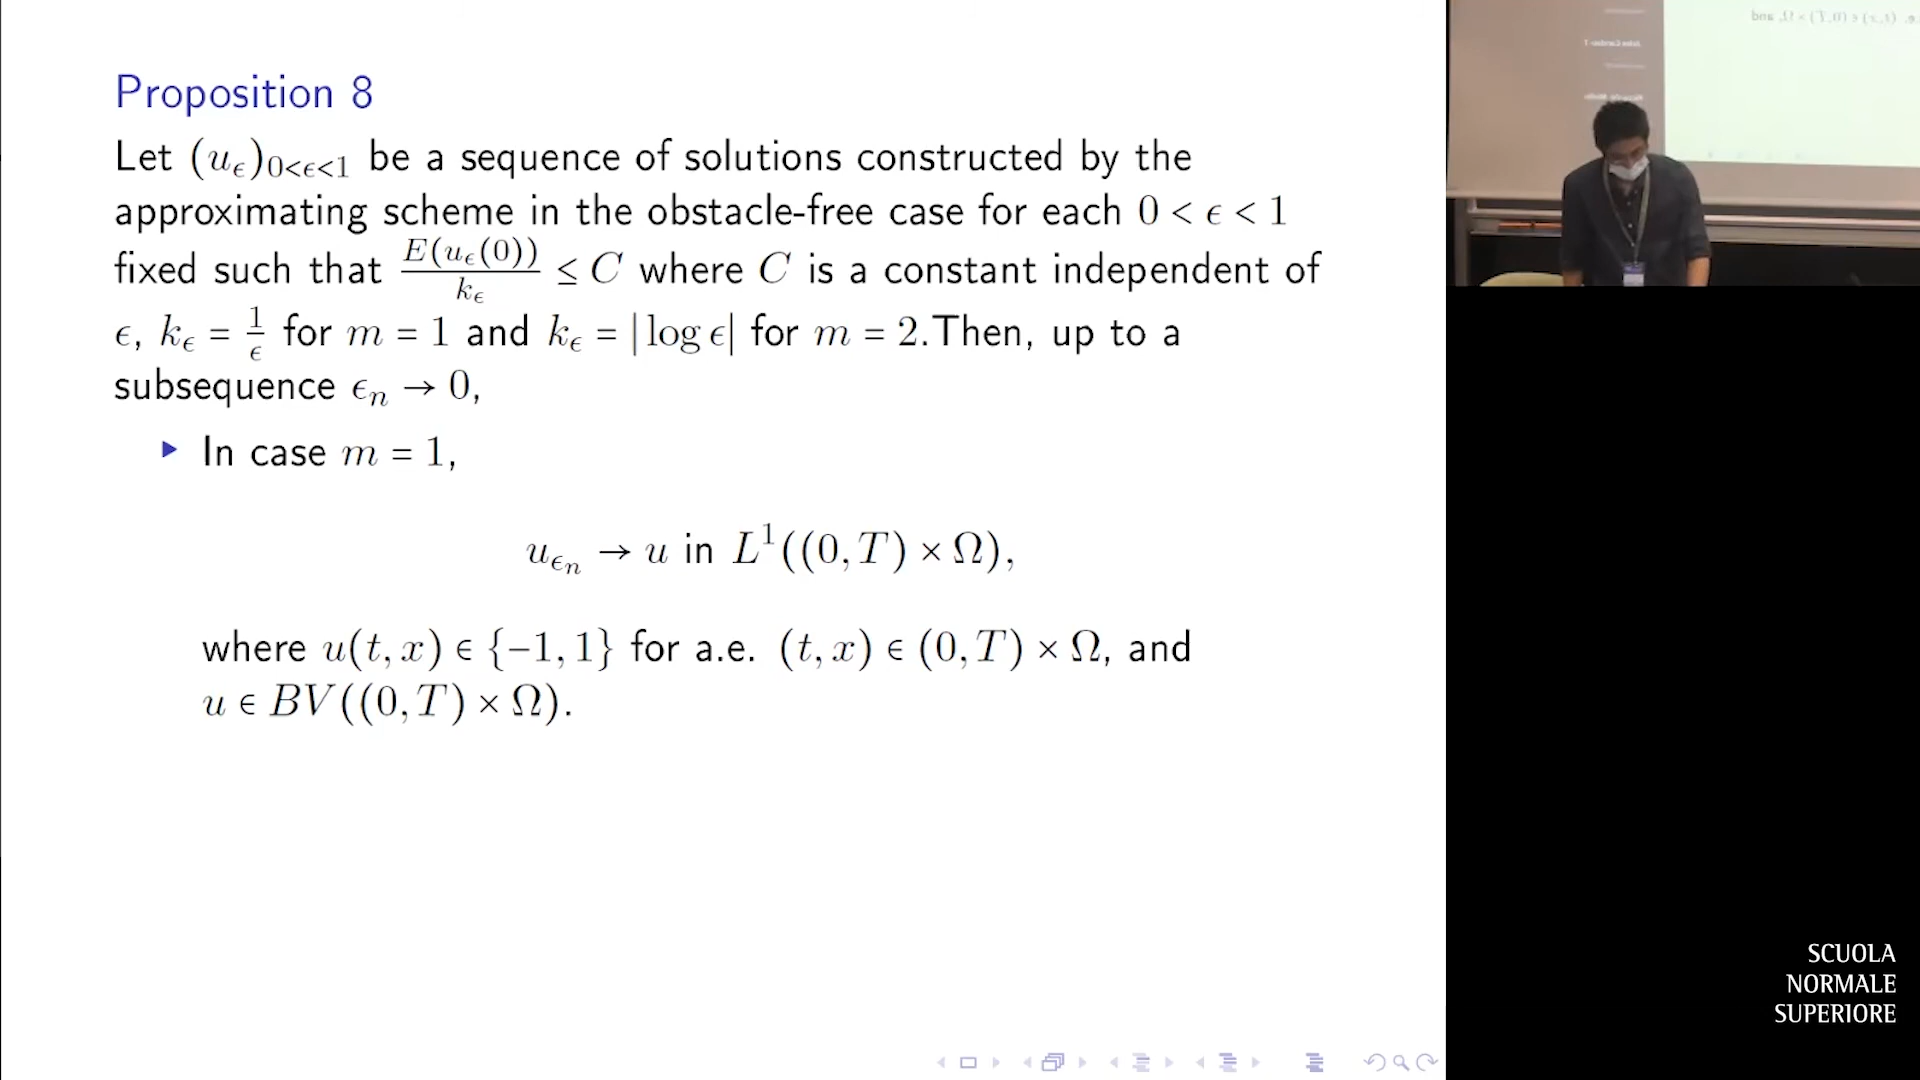 Proposition 8
Let (u_ϵ)_{0<ϵ<1} be a sequence of solutions constructed by the
approximating scheme in the obstacle-free case for each 0 < ϵ < 1
fixed such that E(u_ϵ(0))/k_ϵ ≤ C where C is a constant independent of
ϵ, k_ϵ = 1/ϵ for m = 1 and k_ϵ = |log ϵ| for m = 2.Then, up to a
subsequence ϵ_n → 0,
▶ In case m = 1,
u_{ϵ_n} → u in L^1((0,T) × Ω),
where u(t,x) ∈ {−1,1} for a.e. (t,x) ∈ (0,T) × Ω, and
u ∈ BV((0,T) × Ω).
SCUOLA
NORMALE
SUPERIORE